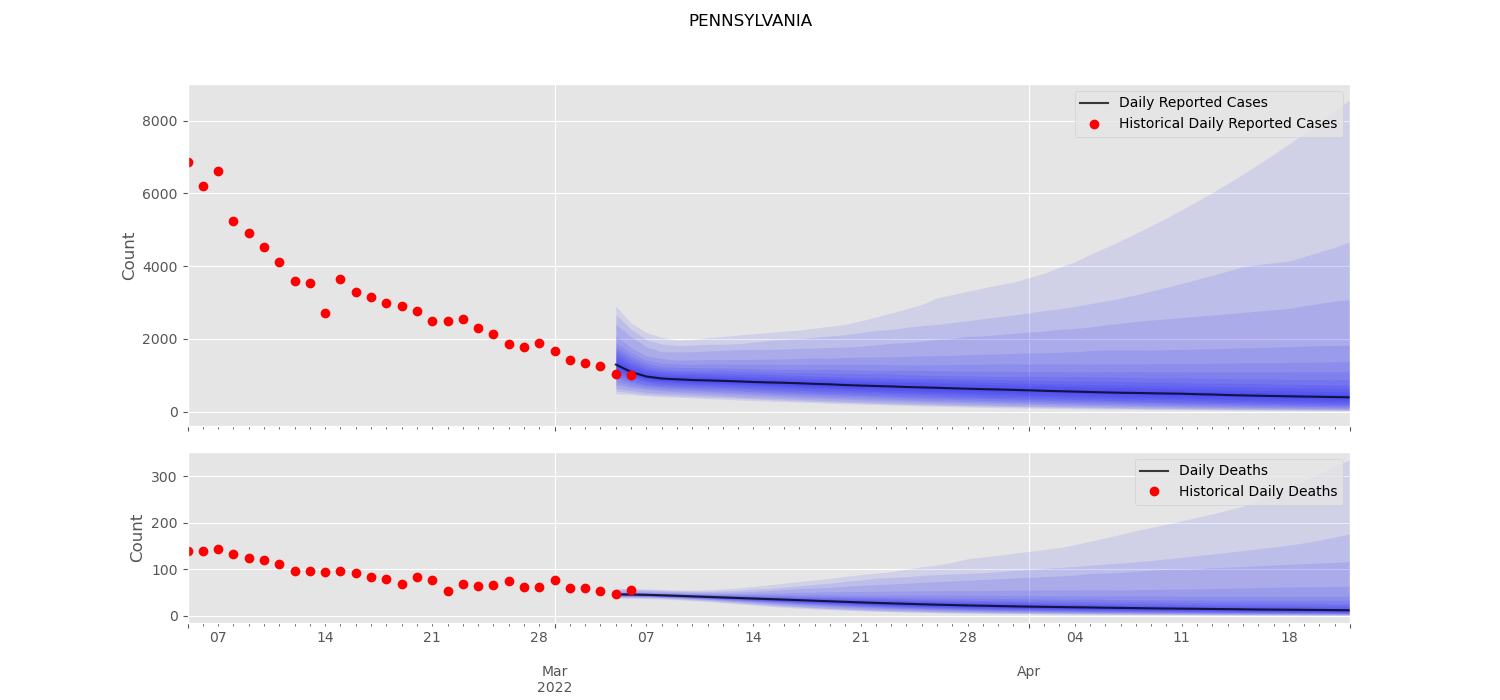 PENNSYLVANIA
Daily Reported Cases
Historical Daily Reported Cases
8000
6000
4000
2000
0
Count
Daily Deaths
Historical Daily Deaths
300
200
100
0
Count
07 14 21 28 07 14 21 28 04 11 18
Mar Apr
2022